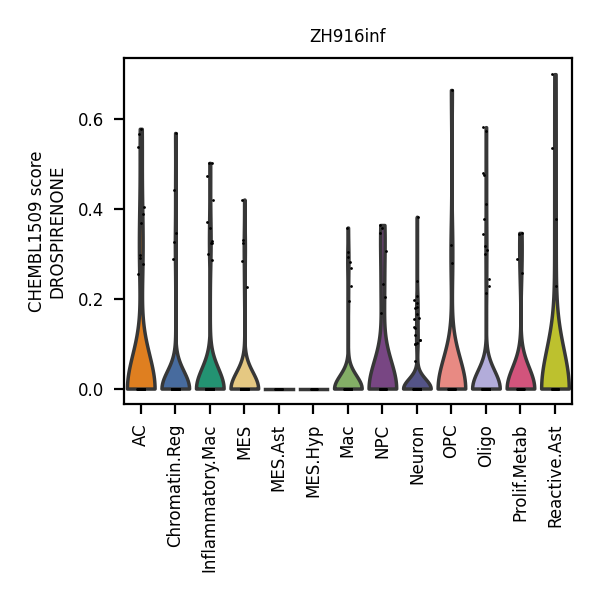 ZH916inf
CHEMBL1509 score
DROSPIRENONE
0.6
0.4
0.2
0.0
AC
Chromatin.Reg
Inflammatory.Mac
MES
MES.Ast
MES.Hyp
Mac
NPC
Neuron
OPC
Oligo
Prolif.Metab
Reactive.Ast